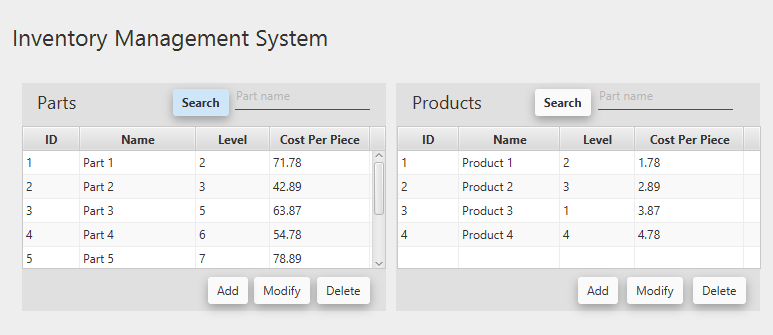 Inventory Management System
Parts Search Part name
ID Name Level Cost Per Piece
1 Part 1 2 71.78
2 Part 2 3 42.89
3 Part 3 5 63.87
4 Part 4 6 54.78
5 Part 5 7 78.89
Add Modify Delete
Products Search Part name
ID Name Level Cost Per Piece
1 Product 1 2 1.78
2 Product 2 3 2.89
3 Product 3 1 3.87
4 Product 4 4 4.78
Add Modify Delete